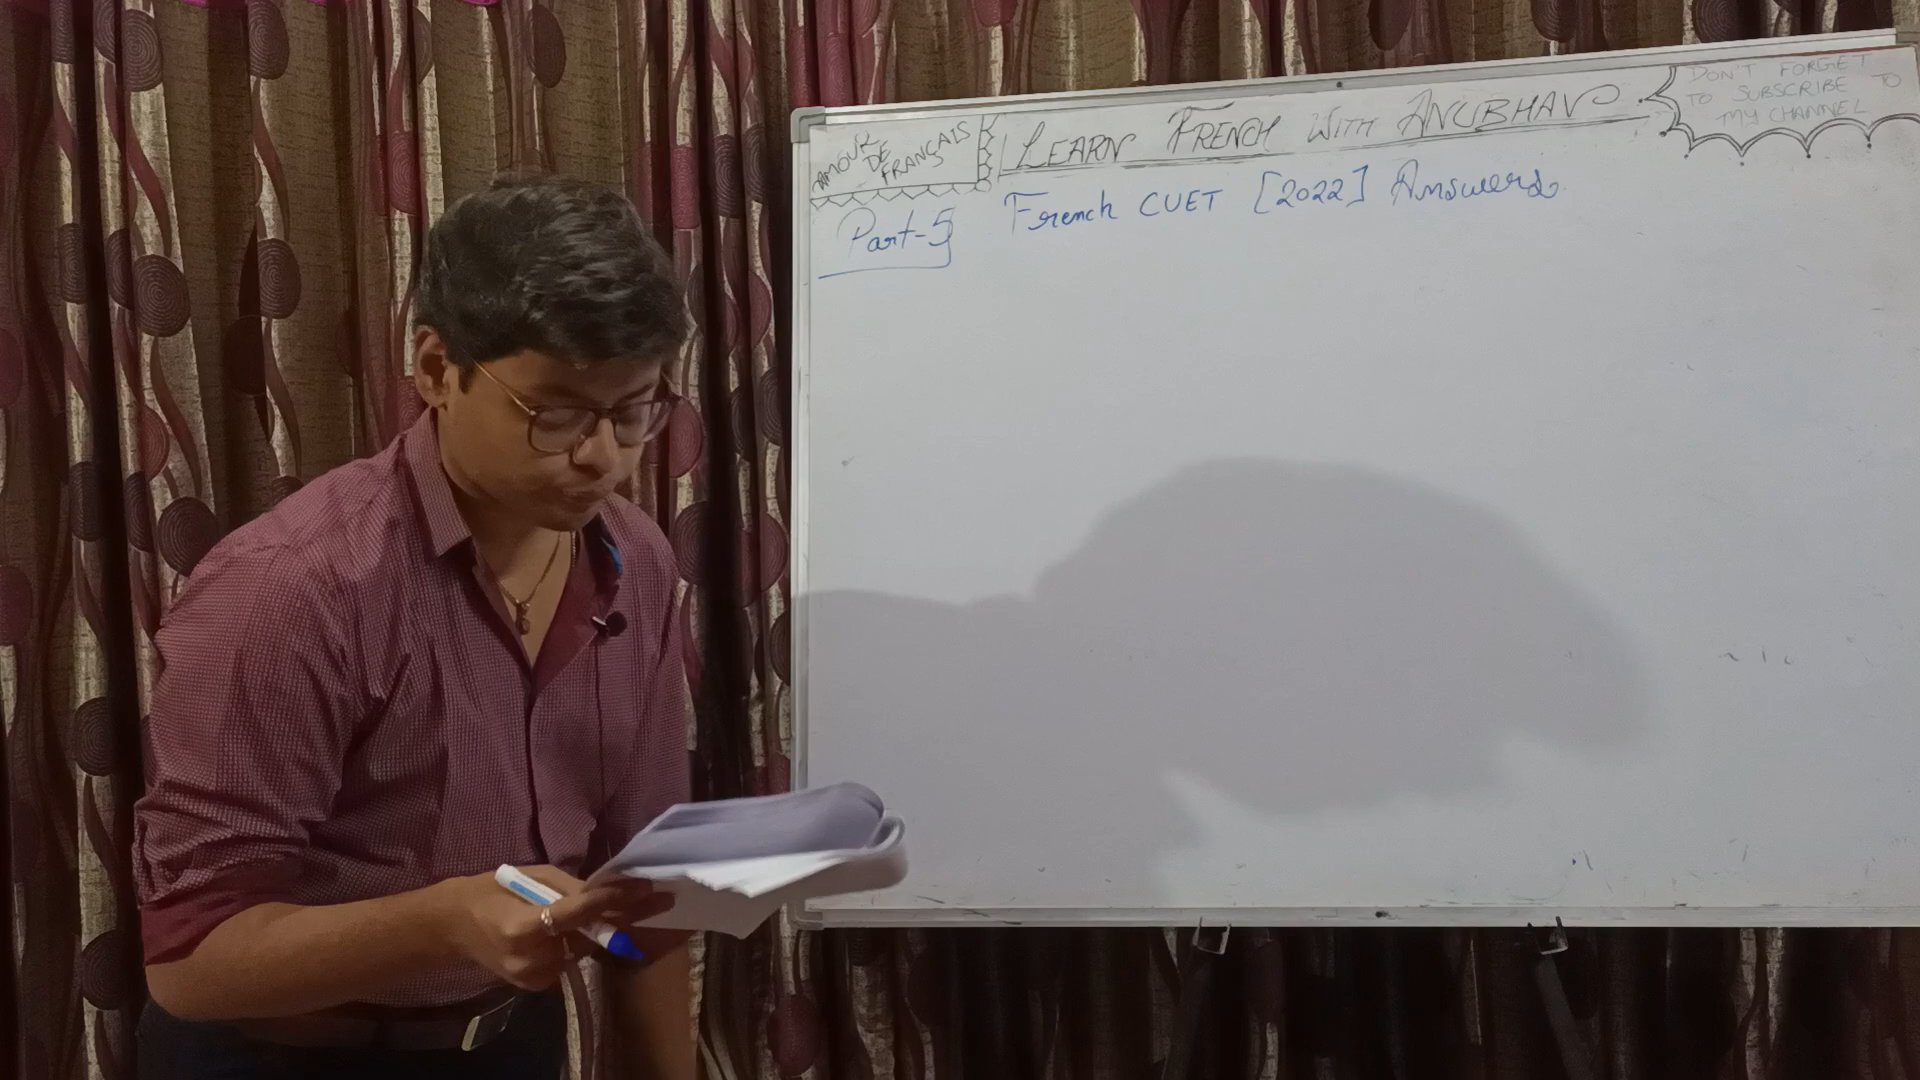 AMOUR
DE
FRANCAIS
LEARN FRENCH WITH ANUBHAV
DON'T FORGET
TO SUBSCRIBE TO
MY CHANNEL
Part-5
French CUET [2022] Answers